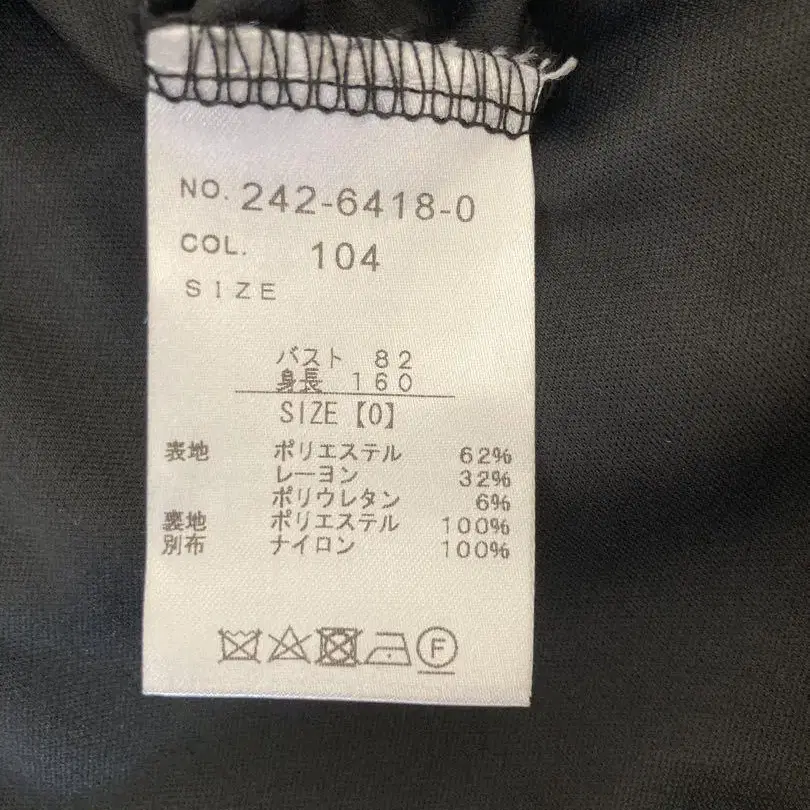 NO. 242-6418-0
COL. 104
SIZE
バスト 82
身長 160
SIZE【0】
表地 ポリエステル 62%
レーヨン 32%
ポリウレタン 6%
裏地 ポリエステル 100%
別布 ナイロン 100%
F